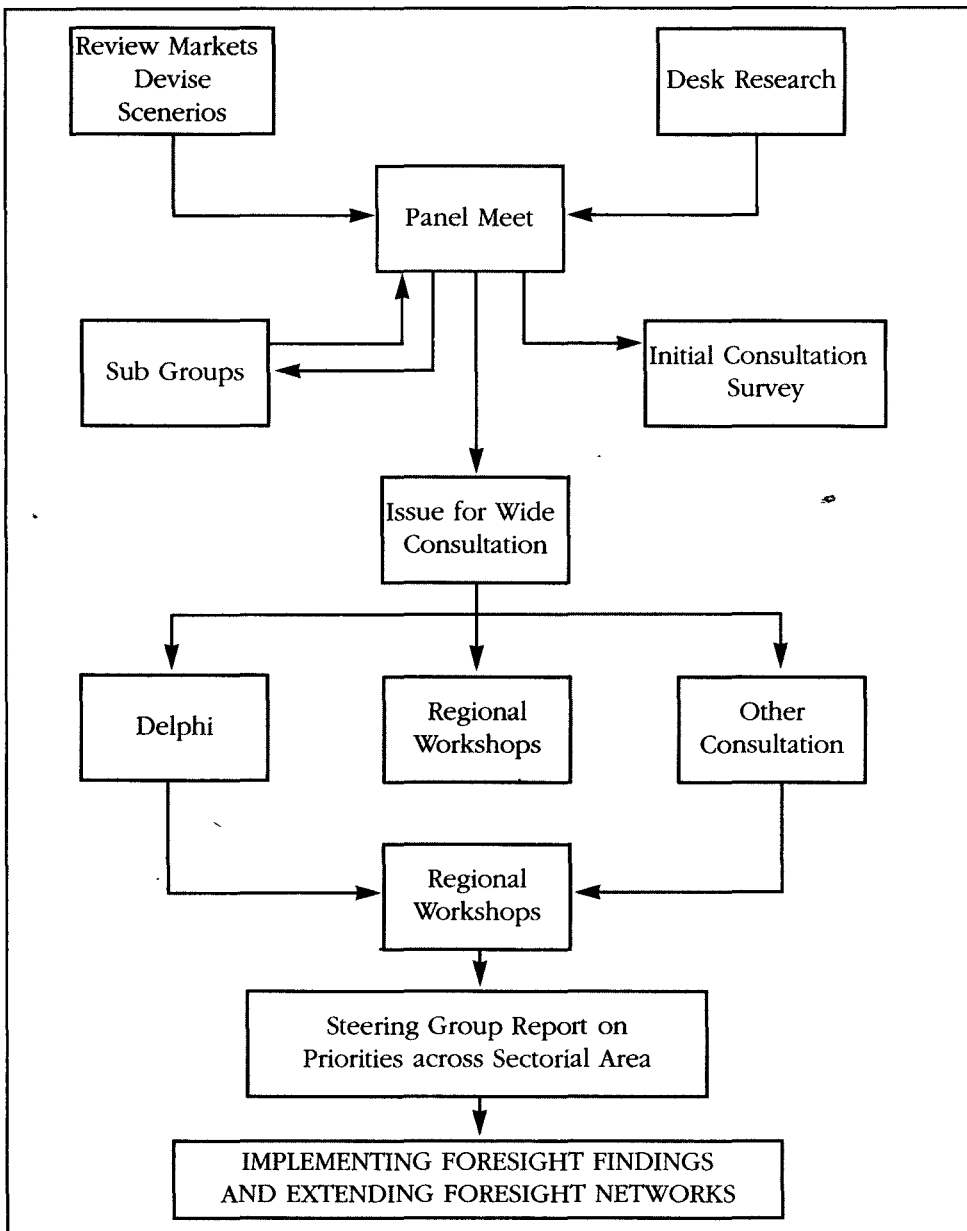 Review Markets
Devise
Scenerios
Desk Research
Panel Meet
Sub Groups
Initial Consultation
Survey
Issue for Wide
Consultation
Delphi
Regional
Workshops
Other
Consultation
Regional
Workshops
Steering Group Report on
Priorities across Sectorial Area
IMPLEMENTING FORESIGHT FINDINGS
AND EXTENDING FORESIGHT NETWORKS